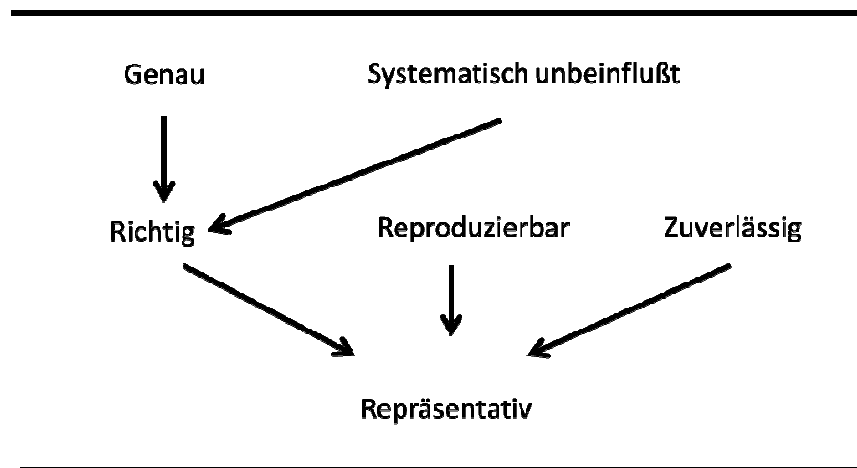 Genau
Systematisch unbeinflußt
Richtig
Reproduzierbar
Zuverlässig
Repräsentativ